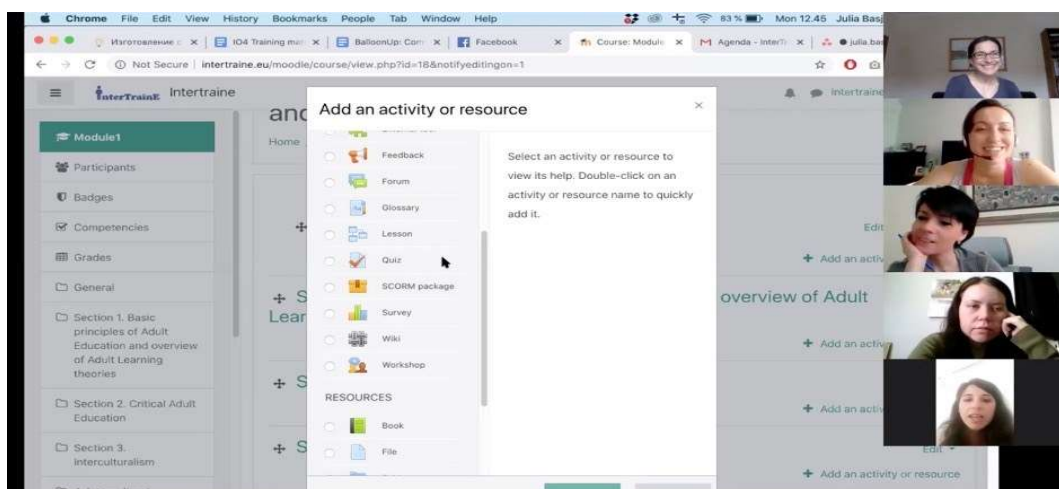 Chrome File Edit View History Bookmarks People Tab Window Help 83 % Mon 12.45 Julia Basj
Изготовление с IO4 Training mat BalloonUp: Com Facebook Course: Module Agenda - InterTr julia.bas
Not Secure | intertraine.eu/moodle/course/view.php?id=18&notifyeditingon=1
InterTrainE Intertraine intertraine
Add an activity or resource
and
Home
Module1
Participants
Badges
Competencies
Grades
General
Section 1. Basic
principles of Adult
Education and overview
of Adult Learning
theories
Section 2. Critical Adult
Education
Section 3.
Interculturalism
Feedback
Forum
Glossary
Lesson
Quiz
SCORM package
Survey
Wiki
Workshop
RESOURCES
Book
File
Select an activity or resource to
view its help. Double-click on an
activity or resource name to quickly
add it.
Edit
+ Add an activ
S overview of Adult
Lear
+ Add an activ
S
+ Add an activ
S
Edit
+ Add an activity or resource